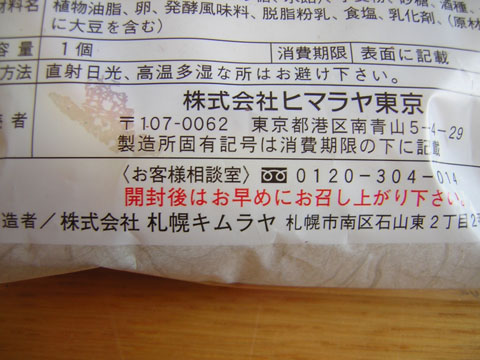 材料名 植物油脂、卵、発酵風味料、脱脂粉乳、食塩、乳化剤、(原材
に大豆を含む)
容量 1個 消費期限 表面に記載
方法 直射日光、高温多湿な所はお避け下さい。
株式会社ヒマラヤ東京
売者 〒107-0062 東京都港区南青山5-4-29
製造所固有記号は消費期限の下に記載
〈お客様相談室〉 0120-304-014
開封後はお早めにお召し上がり下さい。
造者/株式会社 札幌キムラヤ 札幌市南区石山東2丁目2